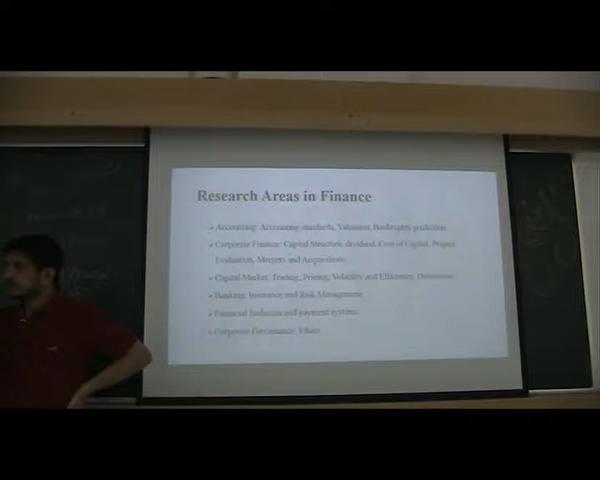 Research Areas in Finance
Accounting: Accounting standards, Valuation, Bankruptcy prediction
Corporate Finance: Capital Structure, dividend, Cost of Capital, Project
Evaluation, Mergers and Acquisitions
Capital Market: Trading, Pricing, Volatility and Efficiency, Derivatives
Banking: Insurance and Risk Management
Financial Inclusion and payment systems
Corporate Governance, Ethics